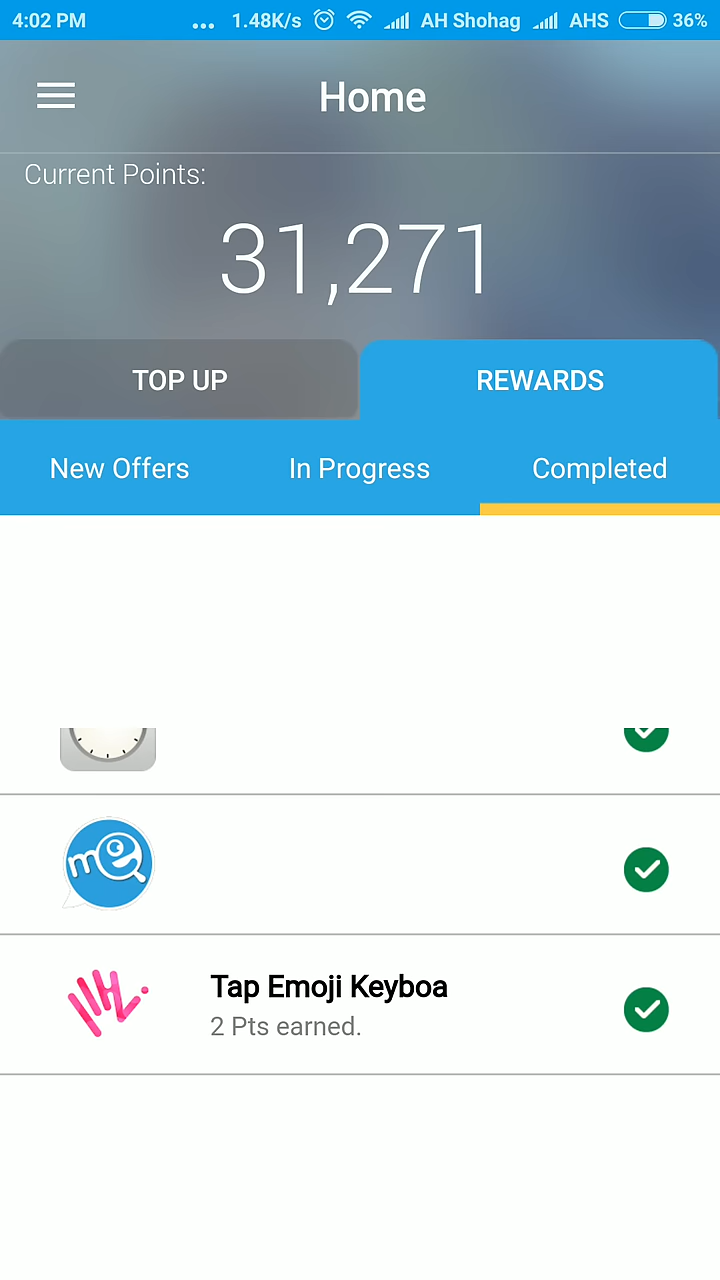 4:02 PM ... 1.48K/s AH Shohag AHS 36%
Home
Current Points:
31,271
TOP UP REWARDS
New Offers In Progress Completed
me
Tap Emoji Keyboa
2 Pts earned.